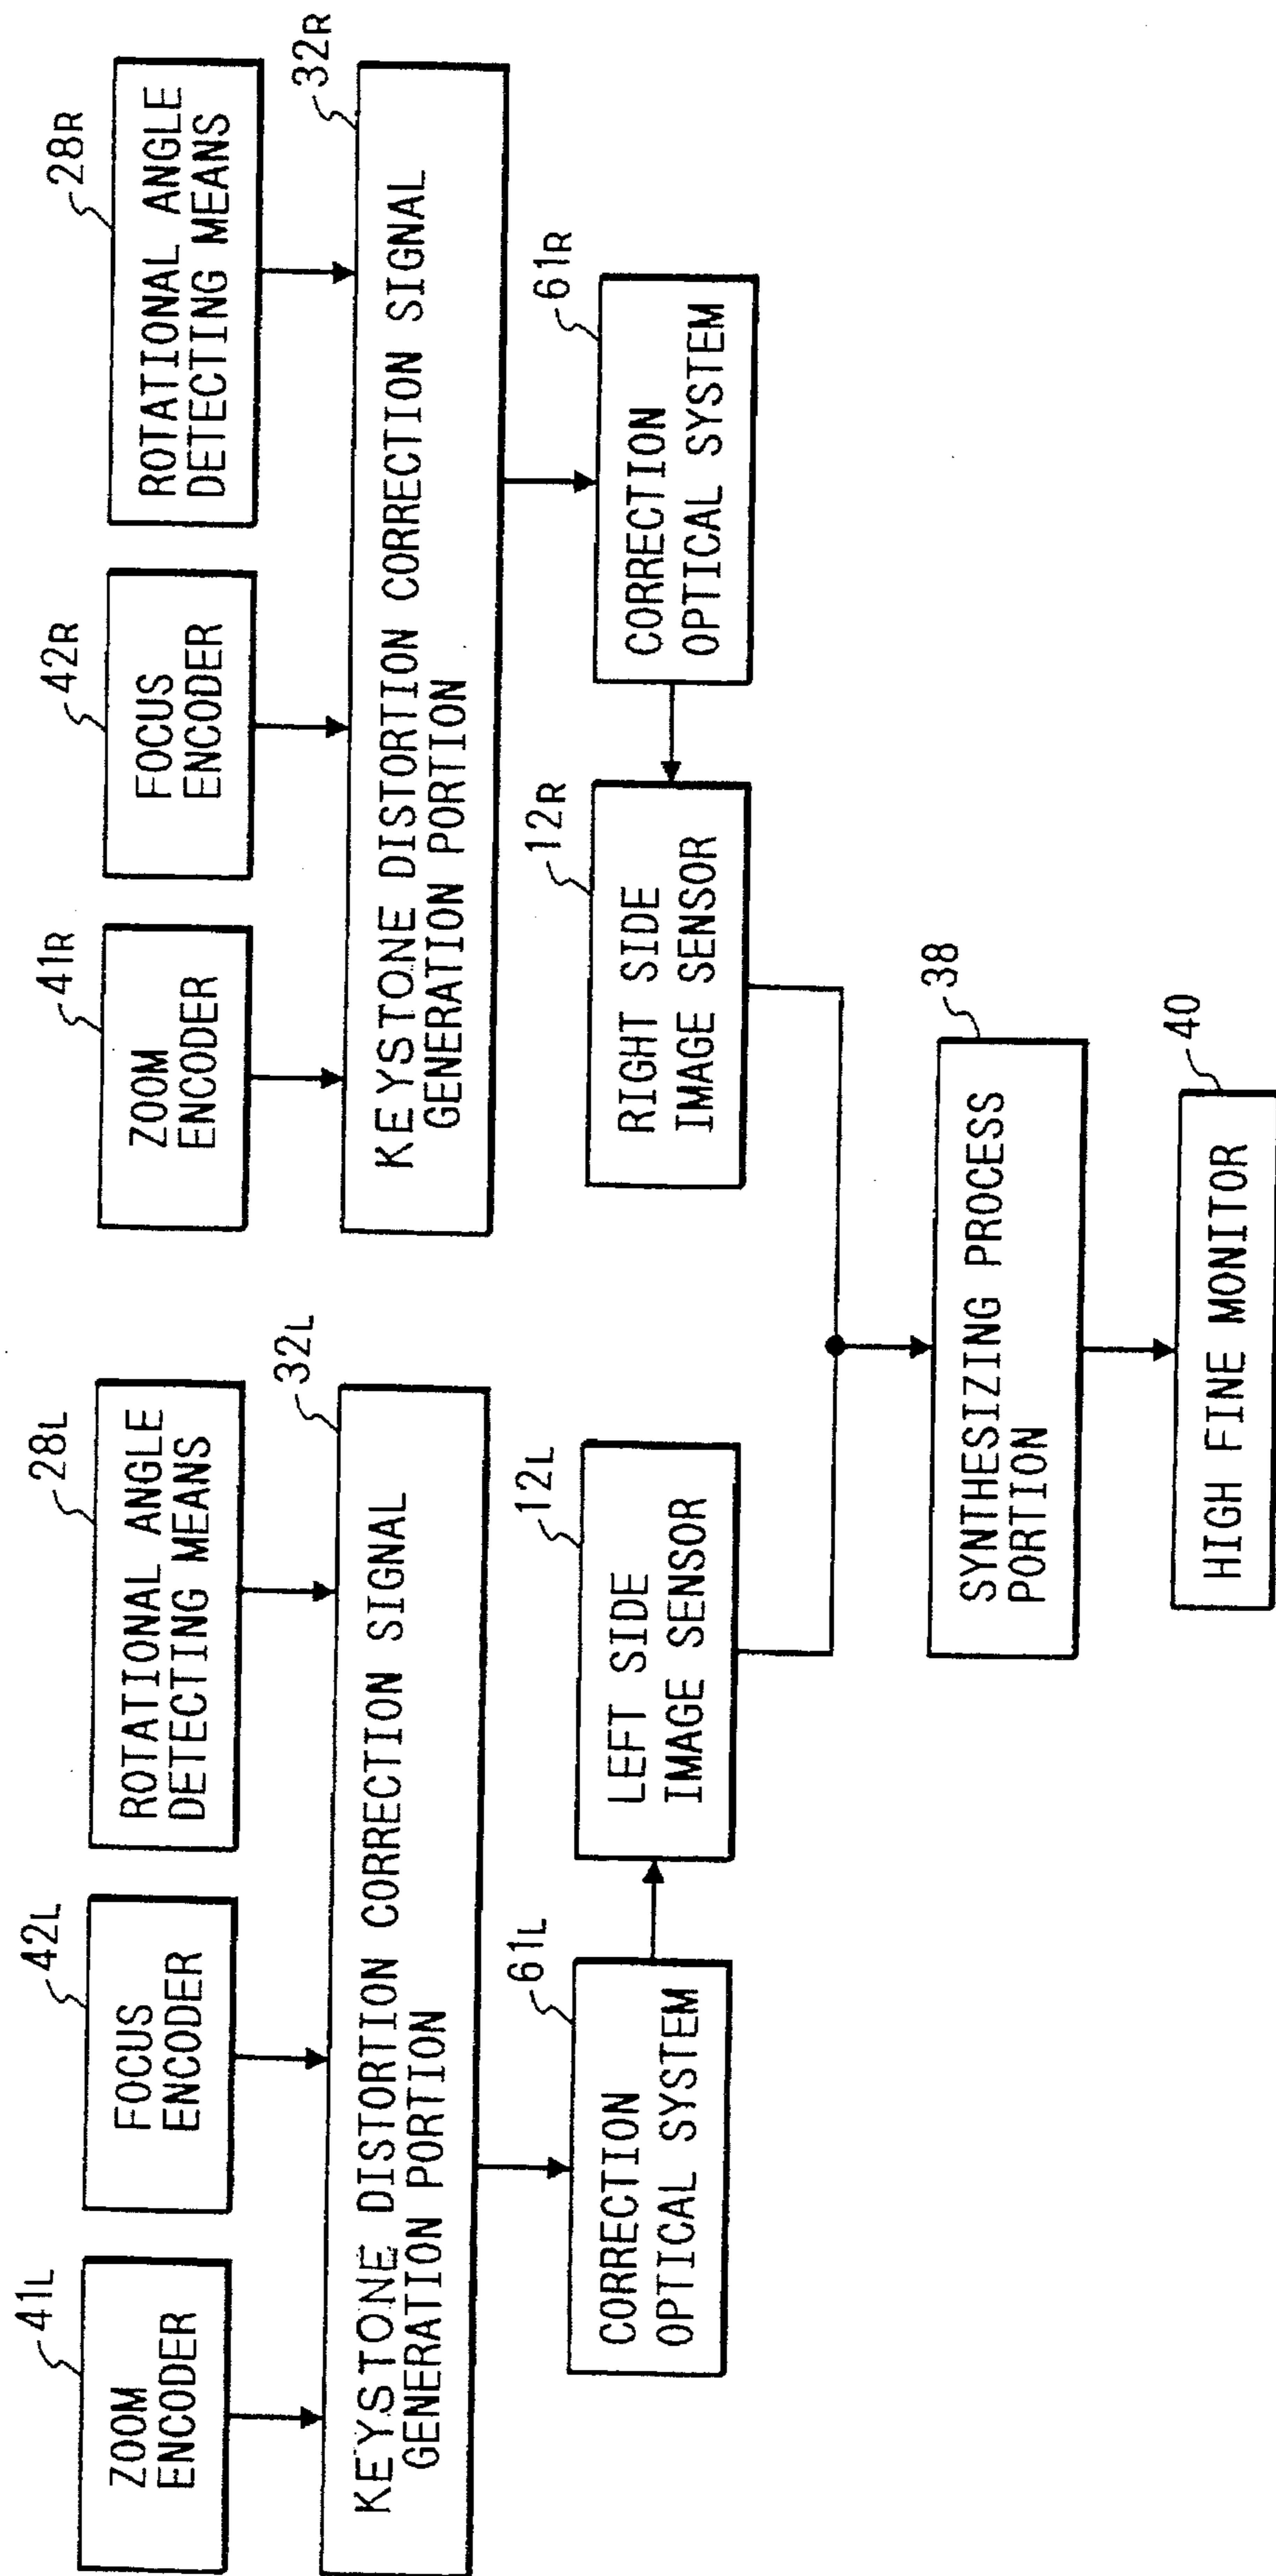 41L
ZOOM
ENCODER
42L
FOCUS
ENCODER
28L
ROTATIONAL ANGLE
DETECTING MEANS
32L
KEYSTONE DISTORTION CORRECTION SIGNAL
GENERATION PORTION
61L
CORRECTION
OPTICAL SYSTEM
12L
LEFT SIDE
IMAGE SENSOR
41R
ZOOM
ENCODER
42R
FOCUS
ENCODER
28R
ROTATIONAL ANGLE
DETECTING MEANS
32R
KEYSTONE DISTORTION CORRECTION SIGNAL
GENERATION PORTION
12R
RIGHT SIDE
IMAGE SENSOR
61R
CORRECTION
OPTICAL SYSTEM
38
SYNTHESIZING PROCESS
PORTION
40
HIGH FINE MONITOR